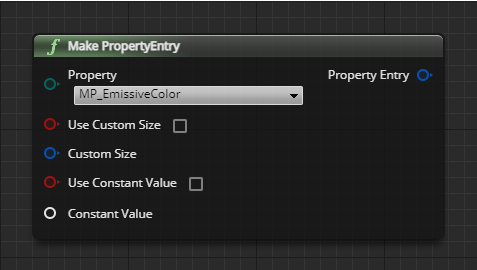 Make PropertyEntry
Property
Property Entry
MP_EmissiveColor
Use Custom Size
Custom Size
Use Constant Value
Constant Value